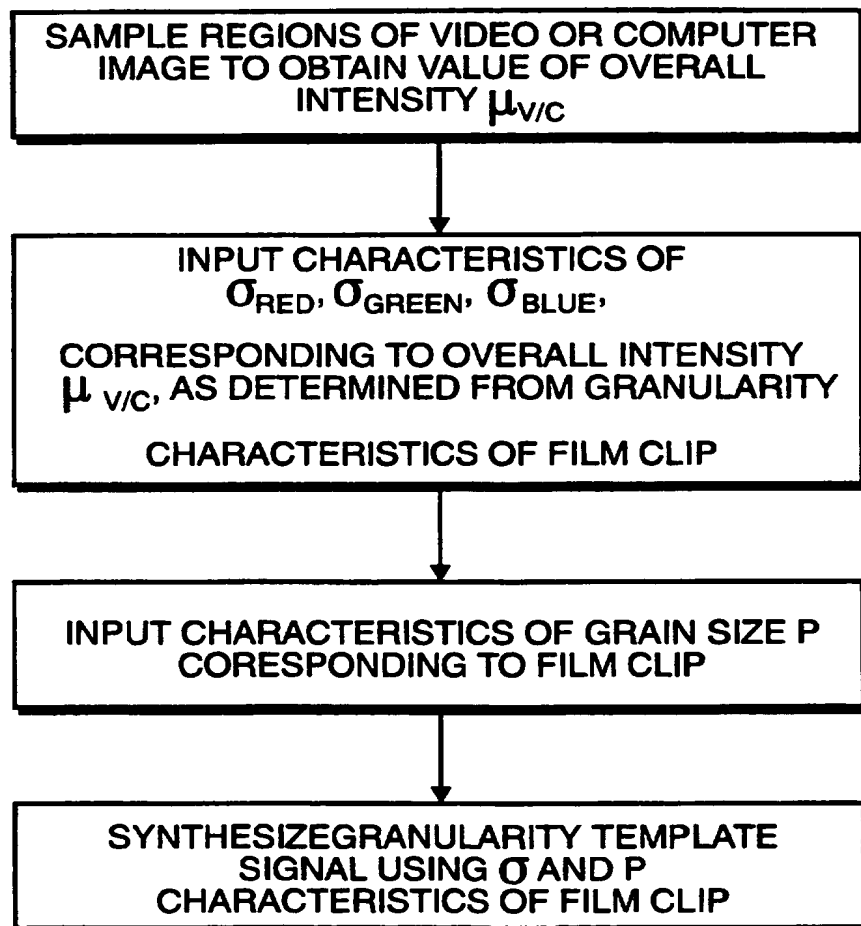 SAMPLE REGIONS OF VIDEO OR COMPUTER
IMAGE TO OBTAIN VALUE OF OVERALL
INTENSITY μV/C
INPUT CHARACTERISTICS OF
σRED, σGREEN, σBLUE,
CORRESPONDING TO OVERALL INTENSITY
μ V/C, AS DETERMINED FROM GRANULARITY
CHARACTERISTICS OF FILM CLIP
INPUT CHARACTERISTICS OF GRAIN SIZE P
CORESPONDING TO FILM CLIP
SYNTHESIZEGRANULARITY TEMPLATE
SIGNAL USING σ AND P
CHARACTERISTICS OF FILM CLIP